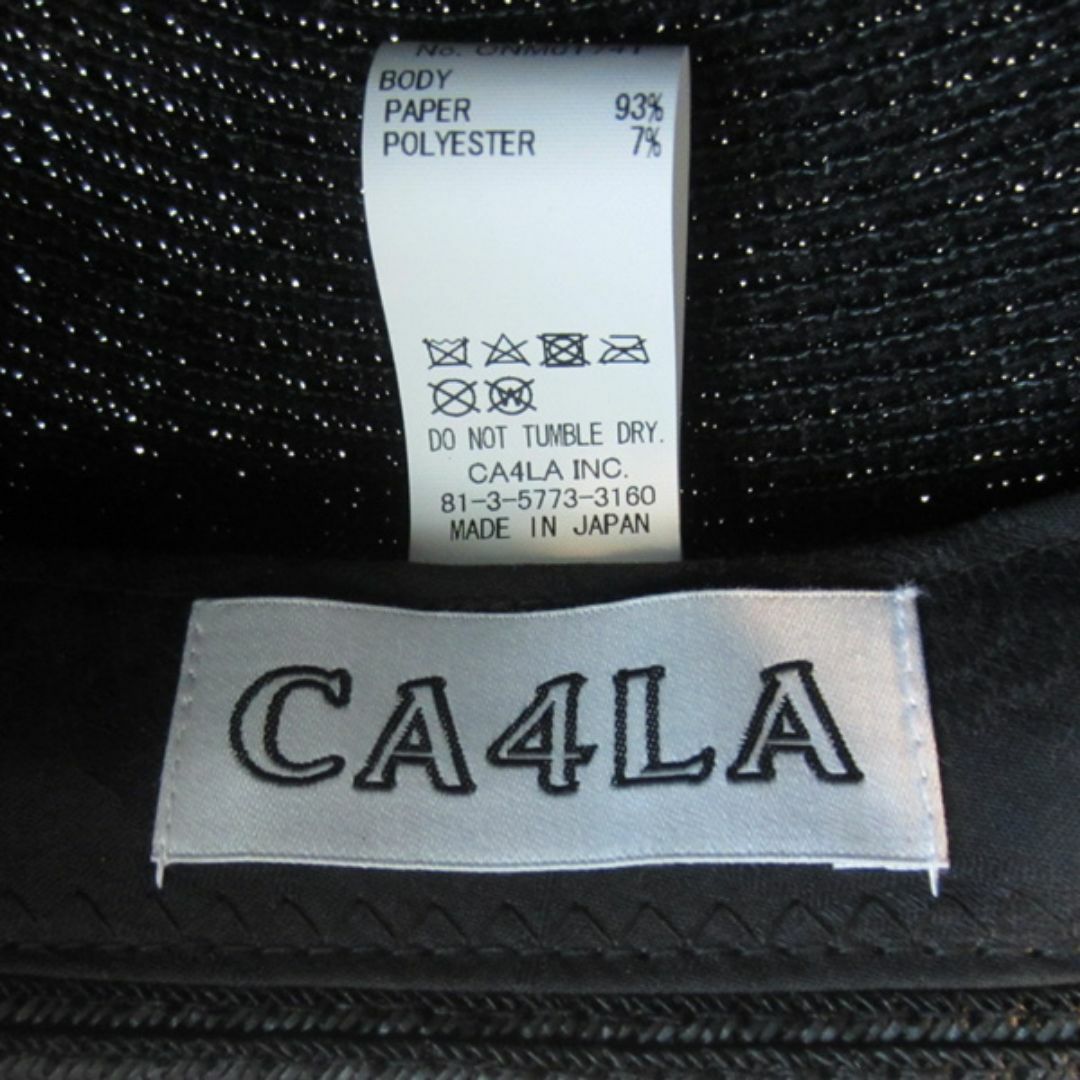 No.
BODY
PAPER 93%
POLYESTER 7%
W
DO NOT TUMBLE DRY.
CA4LA INC.
81-3-5773-3160
MADE IN JAPAN
CA4LA